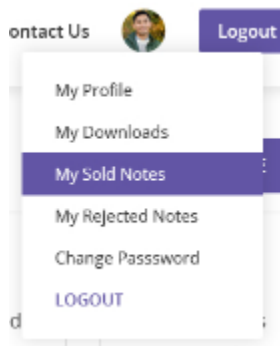 ontact Us
Logout
My Profile
My Downloads
My Sold Notes
My Rejected Notes
Change Passsword
LOGOUT
d
s